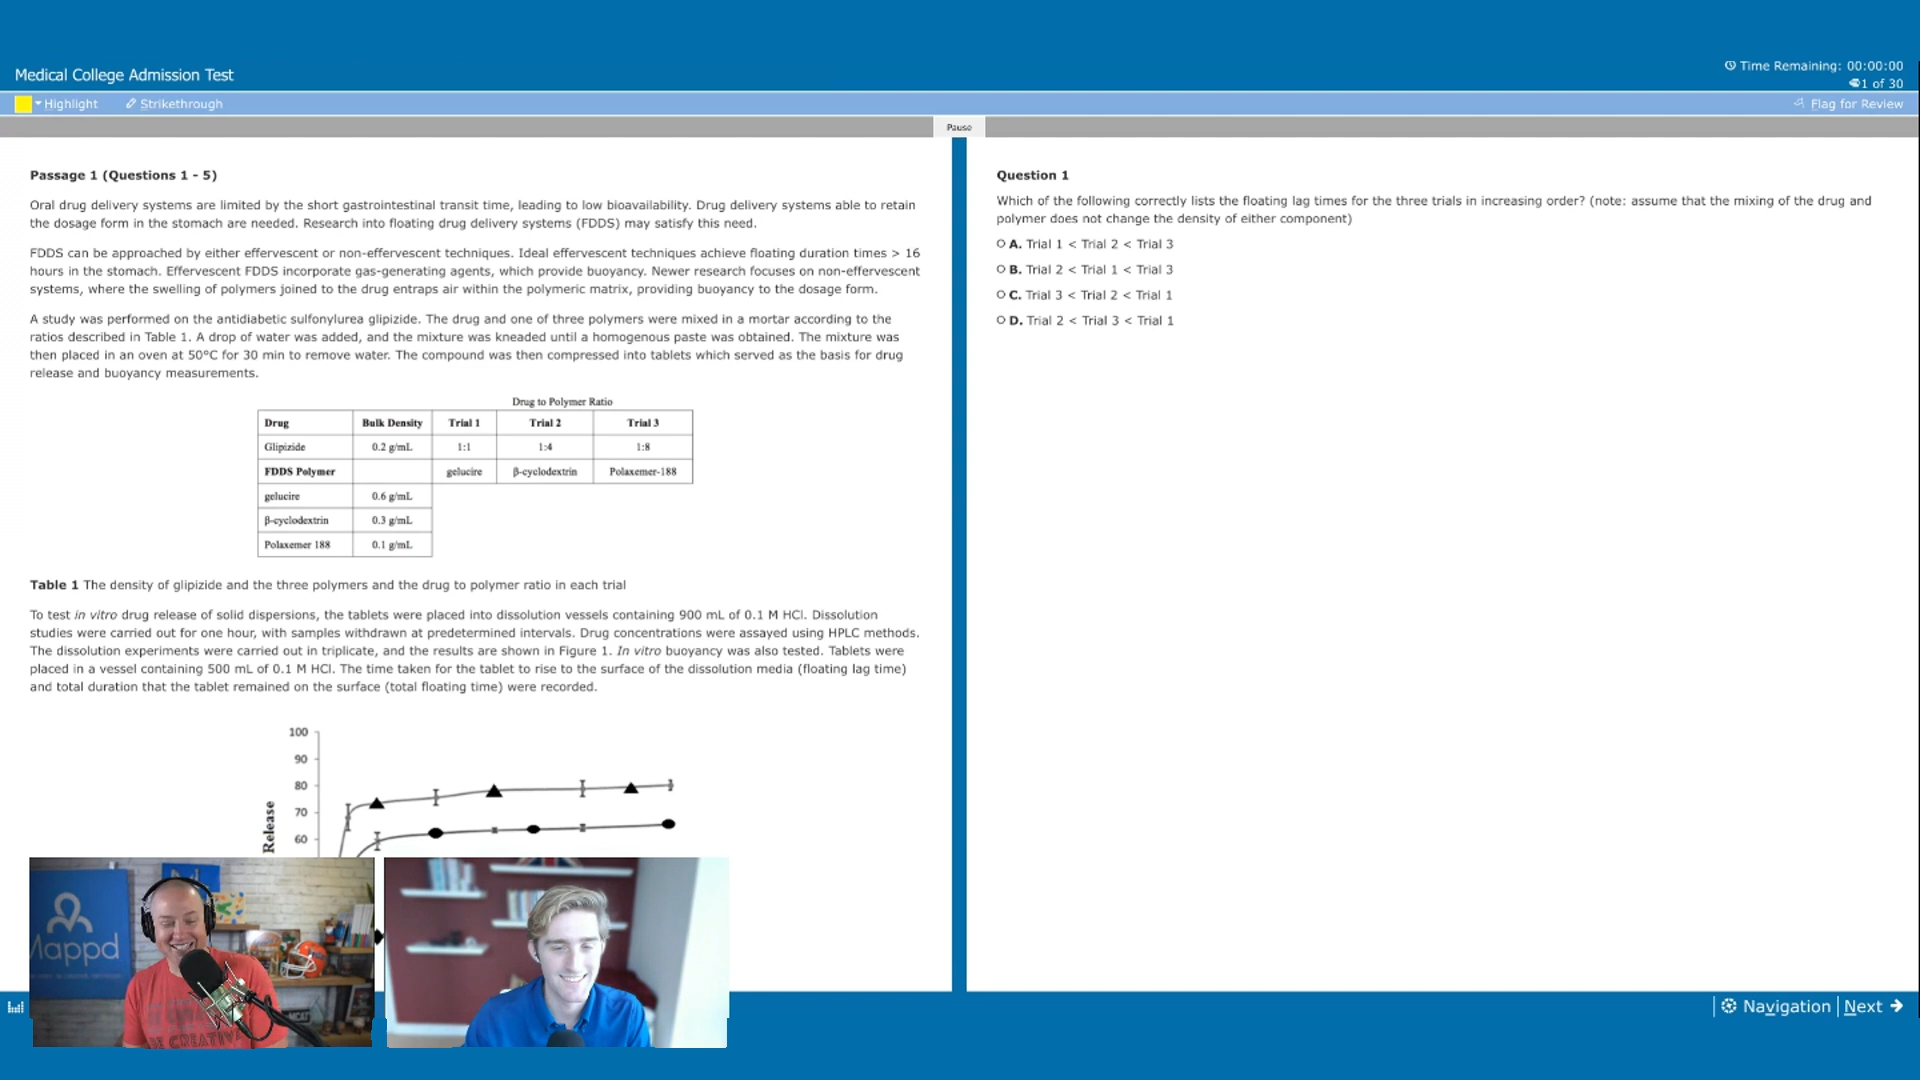 Medical College Admission Test
Time Remaining: 00:00:00
1 of 30
Highlight
Strikethrough
Flag for Review
Pause
Passage 1 (Questions 1 - 5)
Oral drug delivery systems are limited by the short gastrointestinal transit time, leading to low bioavailability. Drug delivery systems able to retain
the dosage form in the stomach are needed. Research into floating drug delivery systems (FDDS) may satisfy this need.
FDDS can be approached by either effervescent or non-effervescent techniques. Ideal effervescent techniques achieve floating duration times > 16
hours in the stomach. Effervescent FDDS incorporate gas-generating agents, which provide buoyancy. Newer research focuses on non-effervescent
systems, where the swelling of polymers joined to the drug entraps air within the polymeric matrix, providing buoyancy to the dosage form.
A study was performed on the antidiabetic sulfonylurea glipizide. The drug and one of three polymers were mixed in a mortar according to the
ratios described in Table 1. A drop of water was added, and the mixture was kneaded until a homogenous paste was obtained. The mixture was
then placed in an oven at 50°C for 30 min to remove water. The compound was then compressed into tablets which served as the basis for drug
release and buoyancy measurements.
Drug to Polymer Ratio
Drug Bulk Density Trial 1 Trial 2 Trial 3
Glipizide 0.2 g/mL 1:1 1:4 1:8
FDDS Polymer gelucire β-cyclodextrin Polaxemer-188
gelucire 0.6 g/mL
β-cyclodextrin 0.3 g/mL
Polaxemer 188 0.1 g/mL
Table 1 The density of glipizide and the three polymers and the drug to polymer ratio in each trial
To test in vitro drug release of solid dispersions, the tablets were placed into dissolution vessels containing 900 mL of 0.1 M HCl. Dissolution
studies were carried out for one hour, with samples withdrawn at predetermined intervals. Drug concentrations were assayed using HPLC methods.
The dissolution experiments were carried out in triplicate, and the results are shown in Figure 1. In vitro buoyancy was also tested. Tablets were
placed in a vessel containing 500 mL of 0.1 M HCl. The time taken for the tablet to rise to the surface of the dissolution media (floating lag time)
and total duration that the tablet remained on the surface (total floating time) were recorded.
100
90
80
70
60
Release
Question 1
Which of the following correctly lists the floating lag times for the three trials in increasing order? (note: assume that the mixing of the drug and
polymer does not change the density of either component)
A. Trial 1 < Trial 2 < Trial 3
B. Trial 2 < Trial 1 < Trial 3
C. Trial 3 < Trial 2 < Trial 1
D. Trial 2 < Trial 3 < Trial 1
Mappd
MCAT
Navigation
Next